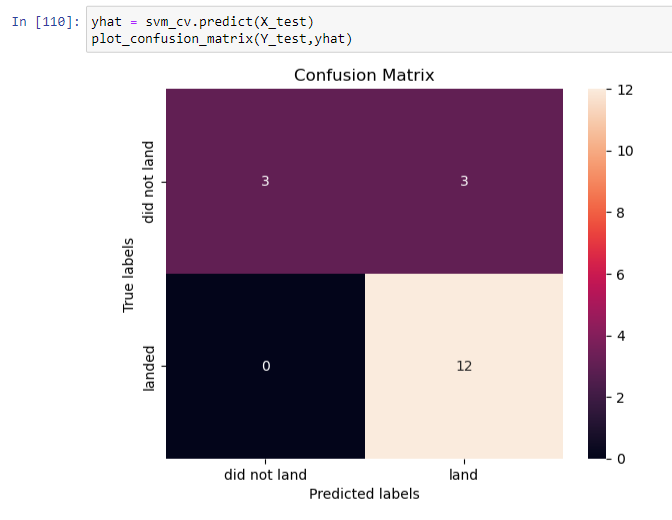 In [110]: yhat = svm_cv.predict(X_test)
plot_confusion_matrix(Y_test,yhat)
Confusion Matrix
True labels
did not land
landed
3
3
0
12
did not land
land
Predicted labels
12
10
8
6
4
2
0